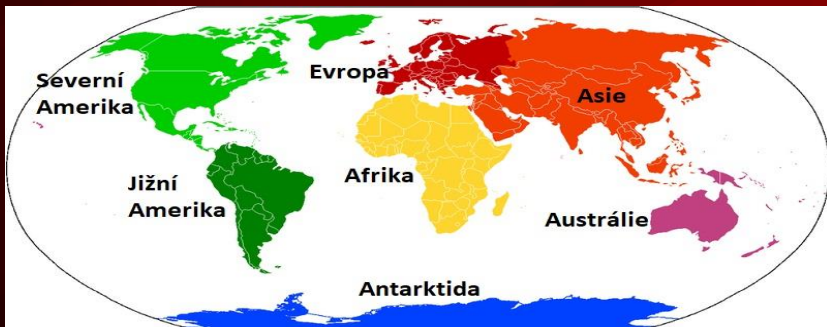 Severní
Amerika
Evropa
Asie
Jižní
Amerika
Afrika
Austrálie
Antarktida